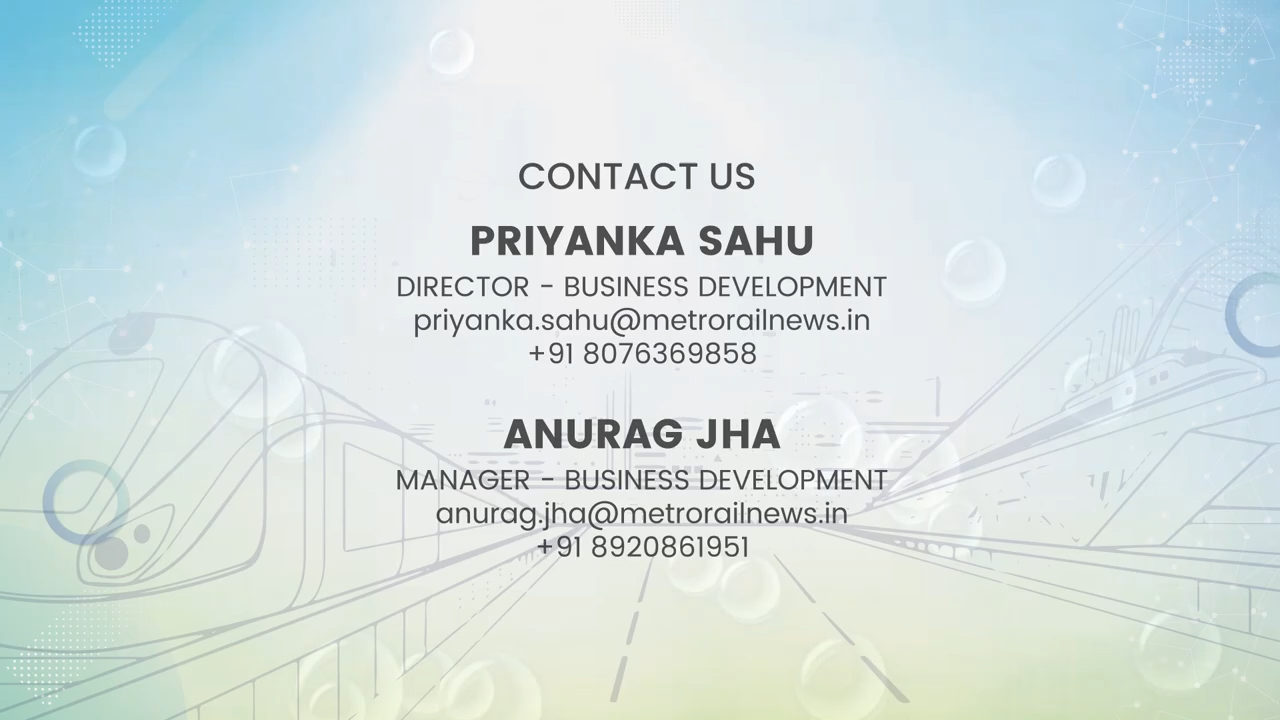 CONTACT US
PRIYANKA SAHU
DIRECTOR - BUSINESS DEVELOPMENT
priyanka.sahu@metrorailnews.in
+91 8076369858
ANURAG JHA
MANAGER - BUSINESS DEVELOPMENT
anurag.jha@metrorailnews.in
+91 8920861951